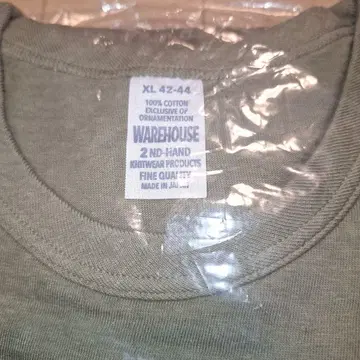 XL 42-44
100% COTTON
EXCLUSIVE OF
ORNAMENTATION
WAREHOUSE
2 ND-HAND
KNITWEAR PRODUCTS
FINE QUALITY
MADE IN JAPAN